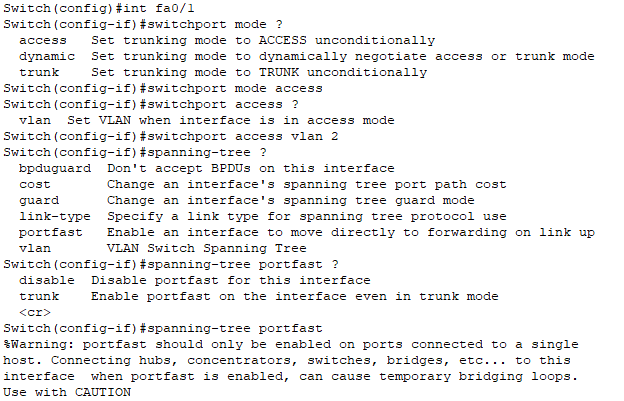 Switch(config)#int fa0/1
Switch(config-if)#switchport mode ?
  access   Set trunking mode to ACCESS unconditionally
  dynamic  Set trunking mode to dynamically negotiate access or trunk mode
  trunk    Set trunking mode to TRUNK unconditionally
Switch(config-if)#switchport mode access
Switch(config-if)#switchport access ?
  vlan  Set VLAN when interface is in access mode
Switch(config-if)#switchport access vlan 2
Switch(config-if)#spanning-tree ?
  bpduguard  Don't accept BPDUs on this interface
  cost       Change an interface's spanning tree port path cost
  guard      Change an interface's spanning tree guard mode
  link-type  Specify a link type for spanning tree protocol use
  portfast   Enable an interface to move directly to forwarding on link up
  vlan       VLAN Switch Spanning Tree
Switch(config-if)#spanning-tree portfast ?
  disable  Disable portfast for this interface
  trunk    Enable portfast on the interface even in trunk mode
  <cr>
Switch(config-if)#spanning-tree portfast
%Warning: portfast should only be enabled on ports connected to a single
host. Connecting hubs, concentrators, switches, bridges, etc... to this
interface  when portfast is enabled, can cause temporary bridging loops.
Use with CAUTION